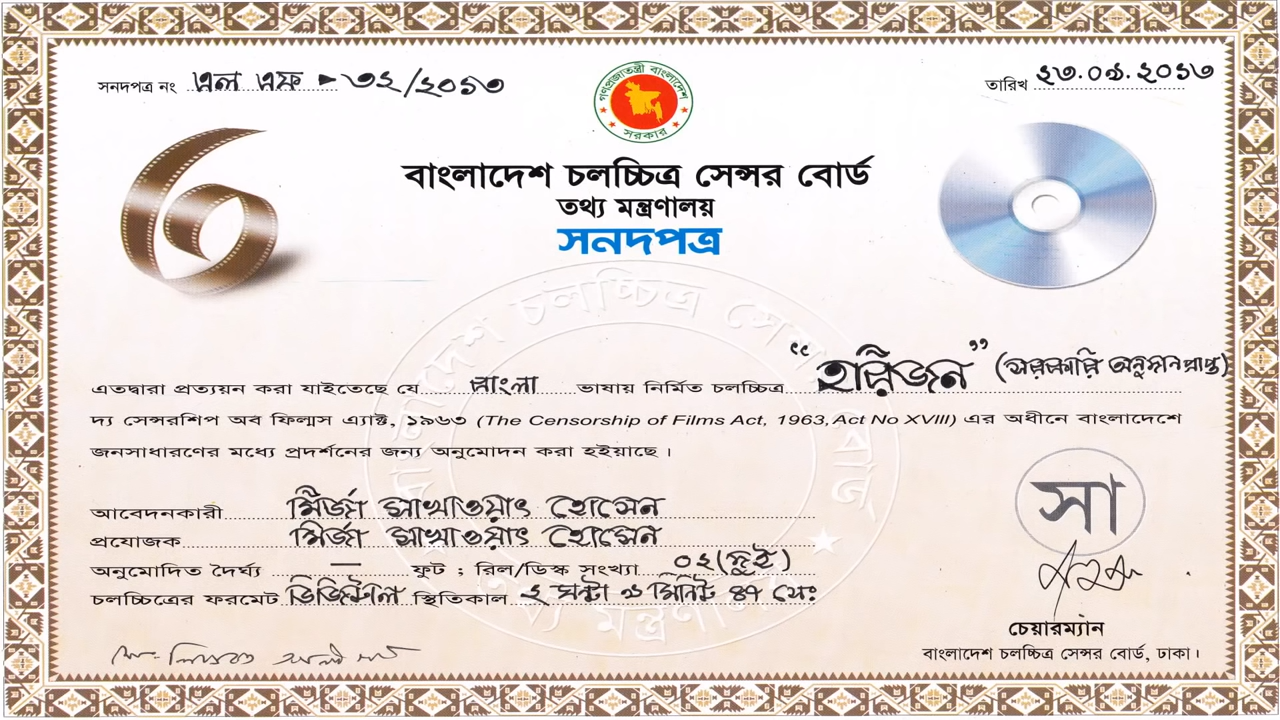 সনদপত্র নং এল এফ ৩২/২০১৩
তারিখ ২৩.০৯.২০১৩
গণপ্রজাতন্ত্রী বাংলাদেশ
সরকার
বাংলাদেশ চলচ্চিত্র সেন্সর বোর্ড
তথ্য মন্ত্রণালয়
সনদপত্র
এতদ্বারা প্রত্যয়ন করা যাইতেছে যে বাংলা ভাষায় নির্মিত চলচ্চিত্র “হরিজন” (সরকারি অনুদানপ্রাপ্ত)
দ্য সেন্সরশিপ অব ফিল্মস এ্যাক্ট, ১৯৬৩ (The Censorship of Films Act, 1963, Act No XVIII) এর অধীনে বাংলাদেশে
জনসাধারণের মধ্যে প্রদর্শনের জন্য অনুমোদন করা হইয়াছে।
আবেদনকারী মির্জা সাখাওয়াৎ হোসেন
প্রযোজক মির্জা সাখাওয়াৎ হোসেন
অনুমোদিত দৈর্ঘ্য — ফুট ; রিল/ডিস্ক সংখ্যা ০২(দুই)
চলচ্চিত্রের ফরমেট ডিজিটাল স্থিতিকাল ২ ঘন্টা মিনিট ৪৭ সেঃ
সা
চেয়ারম্যান
বাংলাদেশ চলচ্চিত্র সেন্সর বোর্ড, ঢাকা।